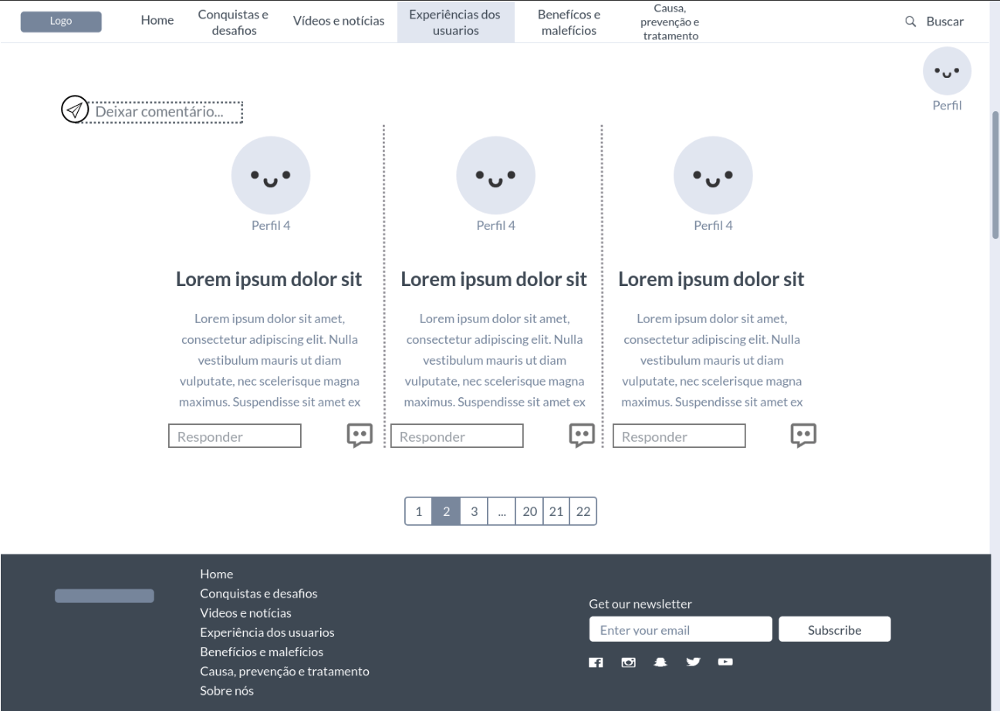 Logo
Home
Conquistas e
desafios
Vídeos e notícias
Experiências dos
usuarios
Benefícos e
malefícios
Causa,
prevenção e
tratamento
Buscar
Perfil
Deixar comentário...
Perfil 4
Perfil 4
Perfil 4
Lorem ipsum dolor sit
Lorem ipsum dolor sit amet,
consectetur adipiscing elit. Nulla
vestibulum mauris ut diam
vulputate, nec scelerisque magna
maximus. Suspendisse sit amet ex
Responder
Lorem ipsum dolor sit
Lorem ipsum dolor sit amet,
consectetur adipiscing elit. Nulla
vestibulum mauris ut diam
vulputate, nec scelerisque magna
maximus. Suspendisse sit amet ex
Responder
Lorem ipsum dolor sit
Lorem ipsum dolor sit amet,
consectetur adipiscing elit. Nulla
vestibulum mauris ut diam
vulputate, nec scelerisque magna
maximus. Suspendisse sit amet ex
Responder
1 2 3 ... 20 21 22
Home
Conquistas e desafios
Videos e notícias
Experiência dos usuarios
Benefícios e malefícios
Causa, prevenção e tratamento
Sobre nós
Get our newsletter
Enter your email
Subscribe